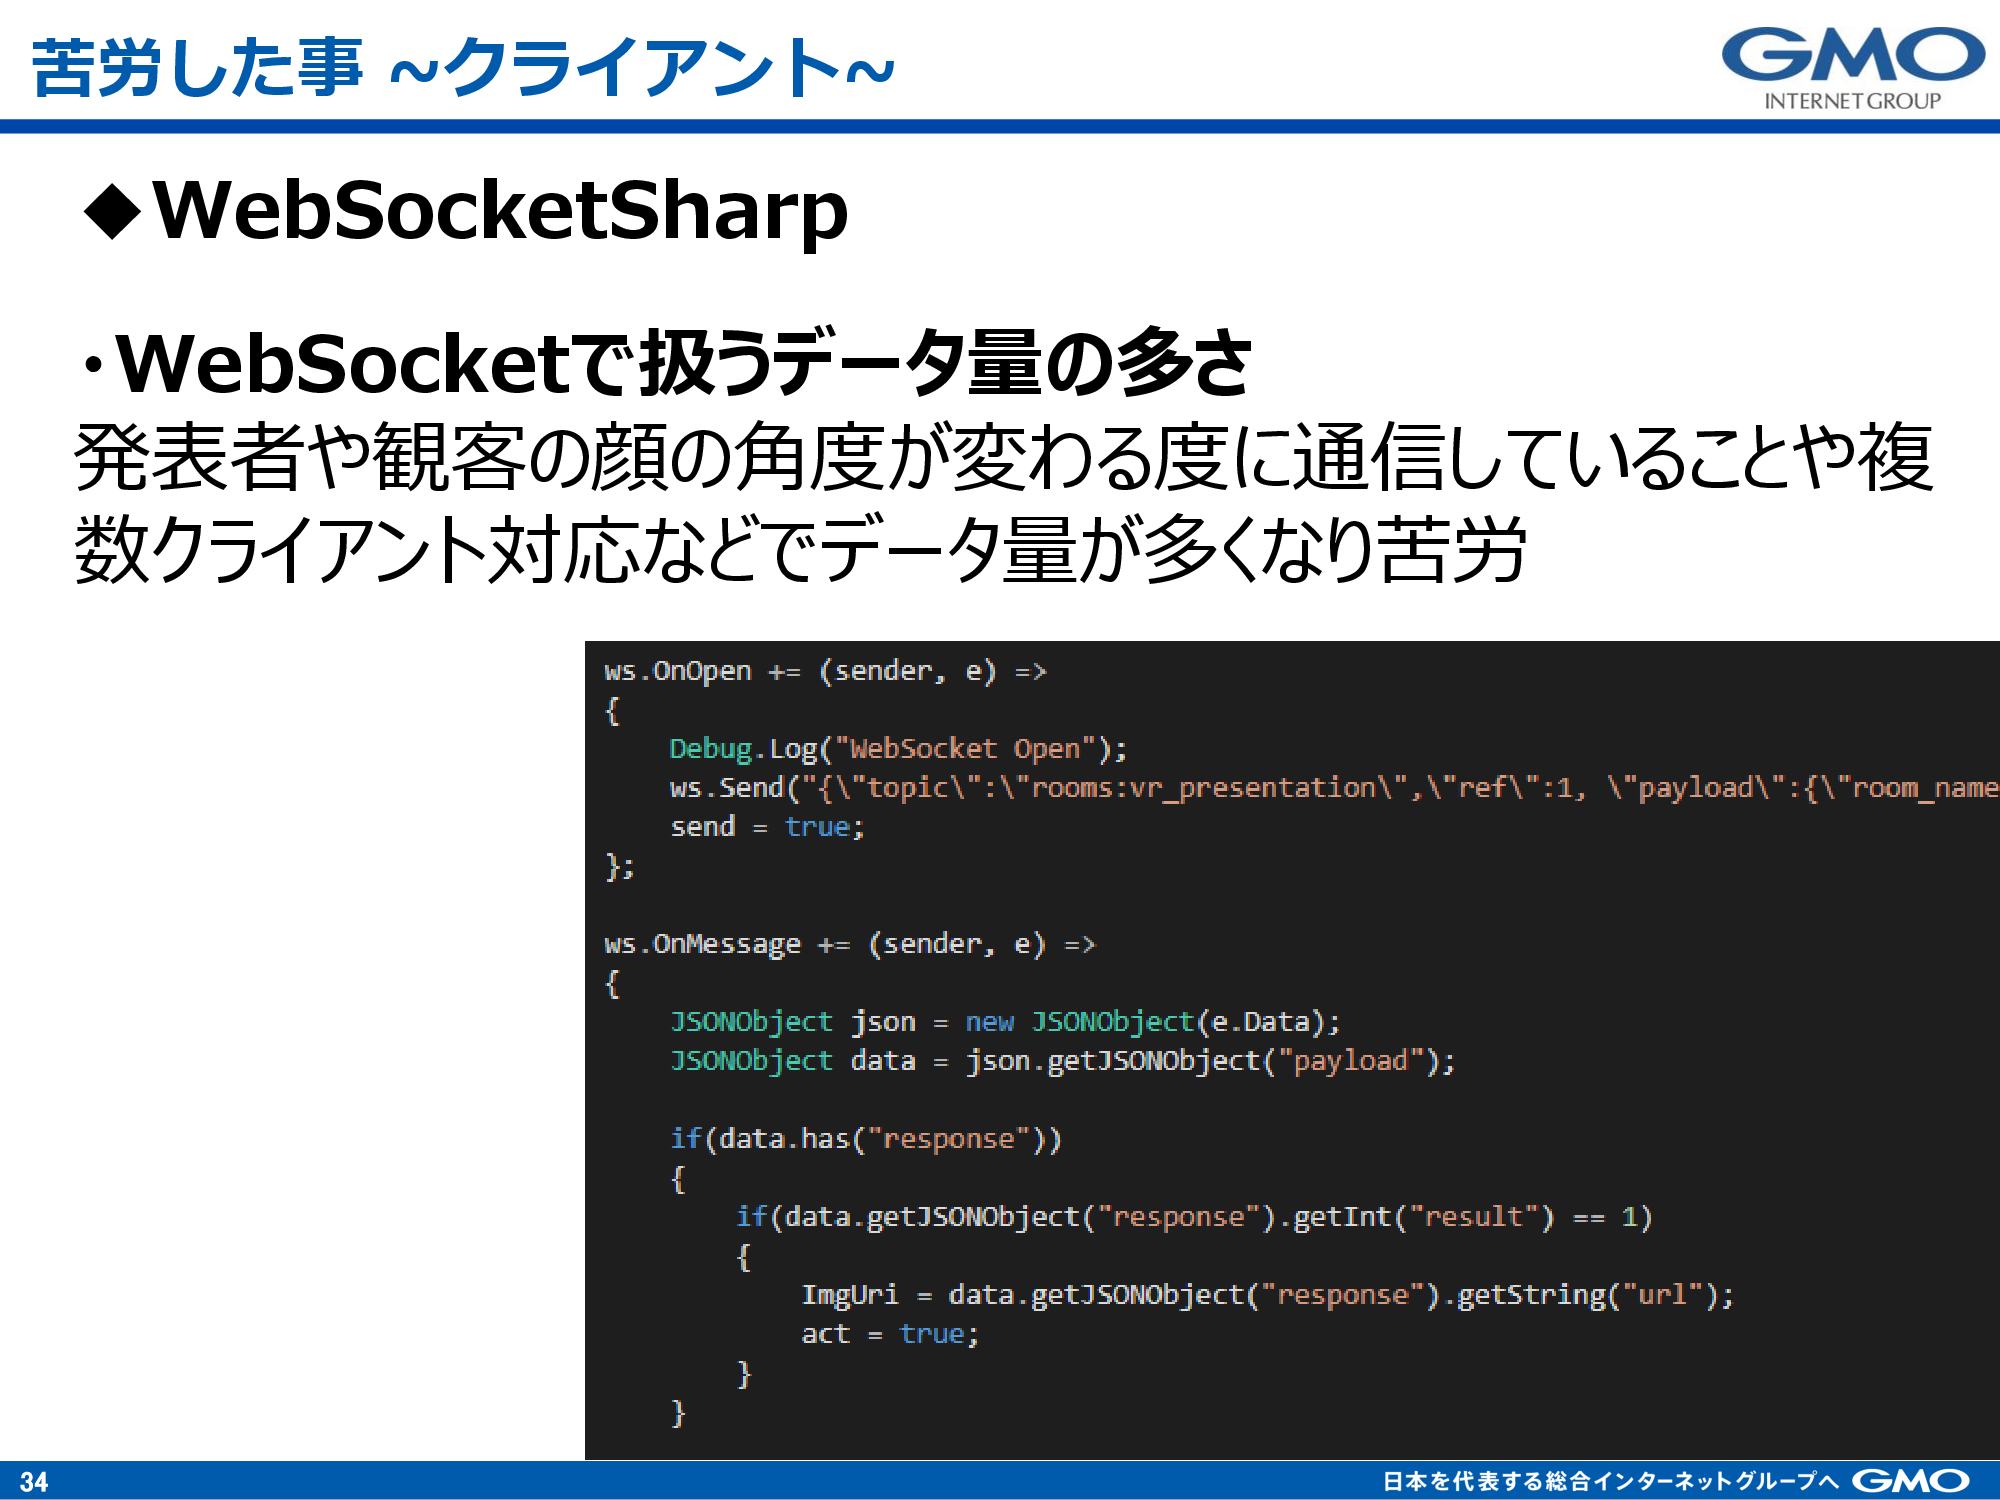 苦労した事 ~クライアント~
GMO
INTERNET GROUP
◆WebSocketSharp
・WebSocketで扱うデータ量の多さ
発表者や観客の顔の角度が変わる度に通信していることや複
数クライアント対応などでデータ量が多くなり苦労
ws.OnOpen += (sender, e) =>
{
    Debug.Log("WebSocket Open");
    ws.Send("{\"topic\":\"rooms:vr_presentation\",\"ref\":1, \"payload\":{\"room_name
    send = true;
};
ws.OnMessage += (sender, e) =>
{
    JSONObject json = new JSONObject(e.Data);
    JSONObject data = json.getJSONObject("payload");
    if(data.has("response"))
    {
        if(data.getJSONObject("response").getInt("result") == 1)
        {
            ImgUri = data.getJSONObject("response").getString("url");
            act = true;
        }
    }
34
日本を代表する総合インターネットグループへ GMO